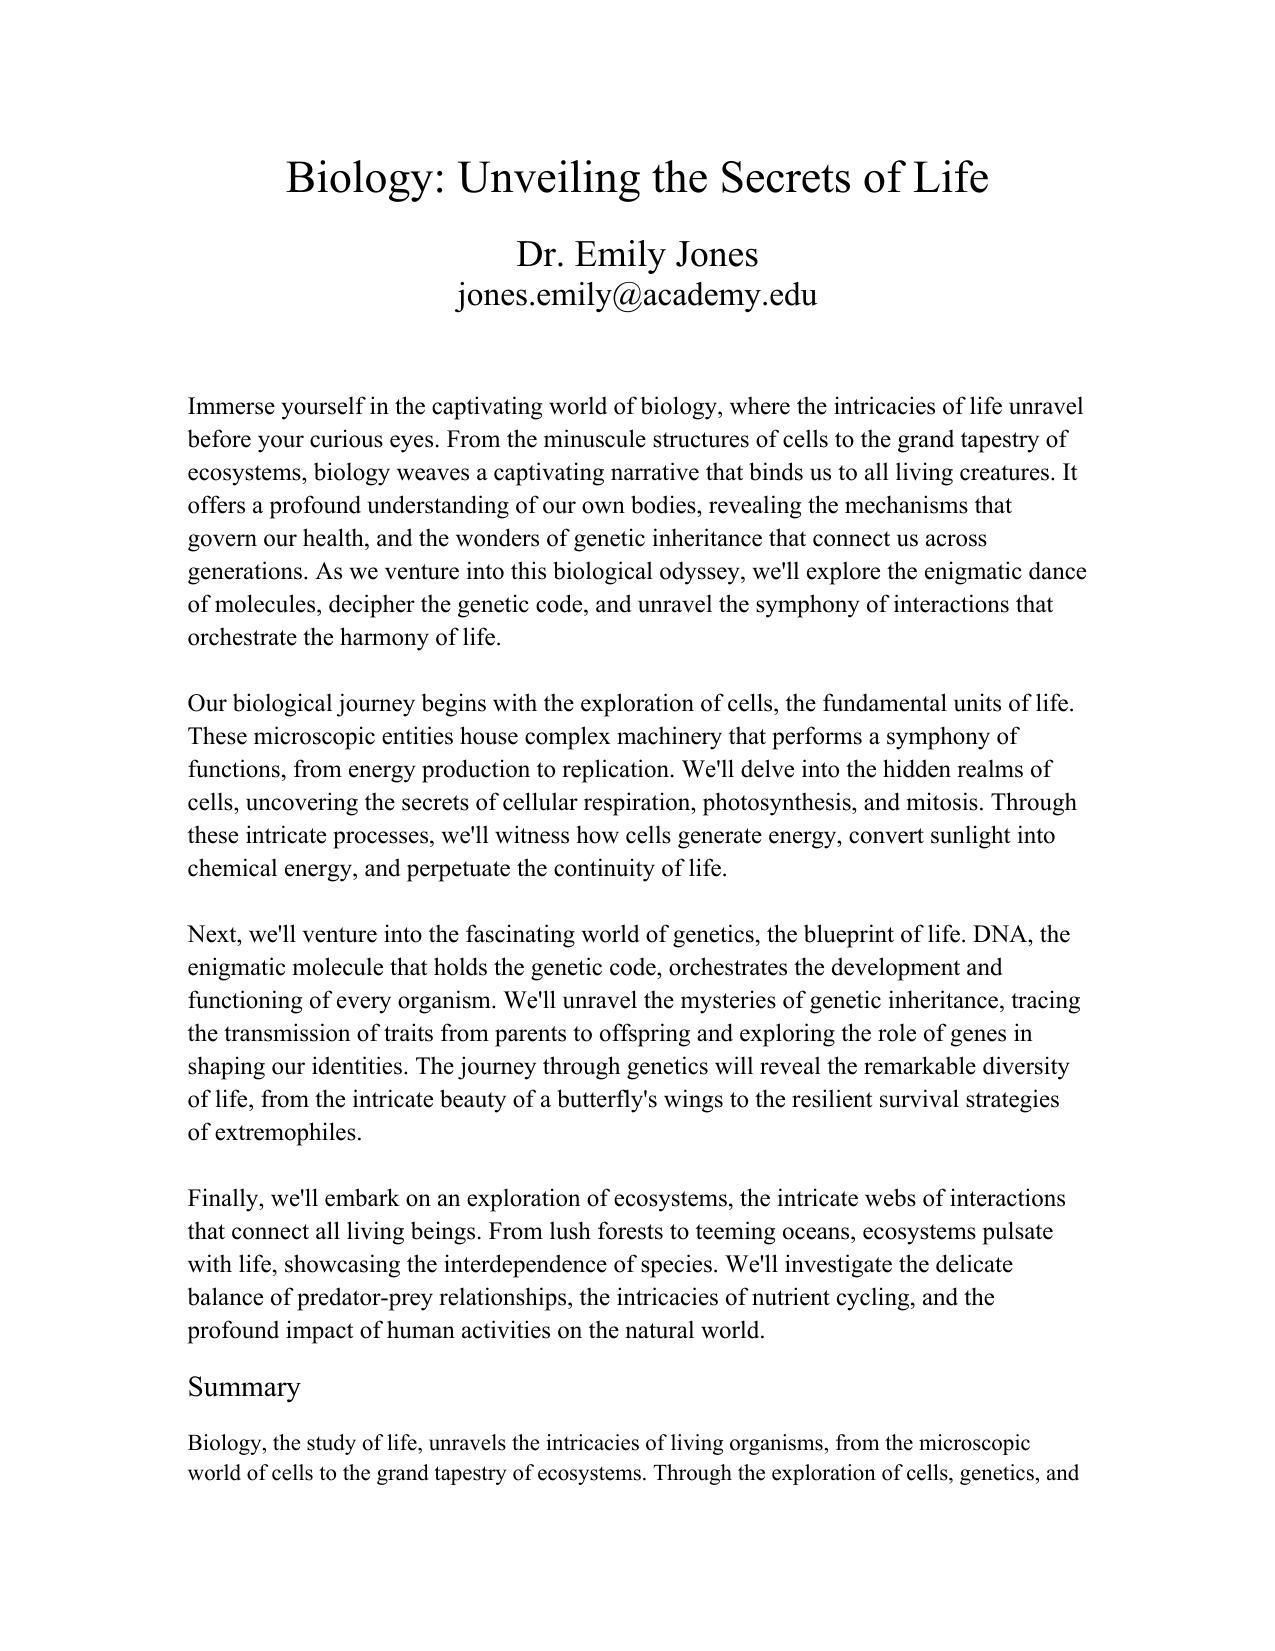 Biology: Unveiling the Secrets of Life
Dr. Emily Jones
jones.emily@academy.edu
Immerse yourself in the captivating world of biology, where the intricacies of life unravel
before your curious eyes. From the minuscule structures of cells to the grand tapestry of
ecosystems, biology weaves a captivating narrative that binds us to all living creatures. It
offers a profound understanding of our own bodies, revealing the mechanisms that
govern our health, and the wonders of genetic inheritance that connect us across
generations. As we venture into this biological odyssey, we'll explore the enigmatic dance
of molecules, decipher the genetic code, and unravel the symphony of interactions that
orchestrate the harmony of life.
Our biological journey begins with the exploration of cells, the fundamental units of life.
These microscopic entities house complex machinery that performs a symphony of
functions, from energy production to replication. We'll delve into the hidden realms of
cells, uncovering the secrets of cellular respiration, photosynthesis, and mitosis. Through
these intricate processes, we'll witness how cells generate energy, convert sunlight into
chemical energy, and perpetuate the continuity of life.
Next, we'll venture into the fascinating world of genetics, the blueprint of life. DNA, the
enigmatic molecule that holds the genetic code, orchestrates the development and
functioning of every organism. We'll unravel the mysteries of genetic inheritance, tracing
the transmission of traits from parents to offspring and exploring the role of genes in
shaping our identities. The journey through genetics will reveal the remarkable diversity
of life, from the intricate beauty of a butterfly's wings to the resilient survival strategies
of extremophiles.
Finally, we'll embark on an exploration of ecosystems, the intricate webs of interactions
that connect all living beings. From lush forests to teeming oceans, ecosystems pulsate
with life, showcasing the interdependence of species. We'll investigate the delicate
balance of predator-prey relationships, the intricacies of nutrient cycling, and the
profound impact of human activities on the natural world.
Summary
Biology, the study of life, unravels the intricacies of living organisms, from the microscopic
world of cells to the grand tapestry of ecosystems. Through the exploration of cells, genetics, and